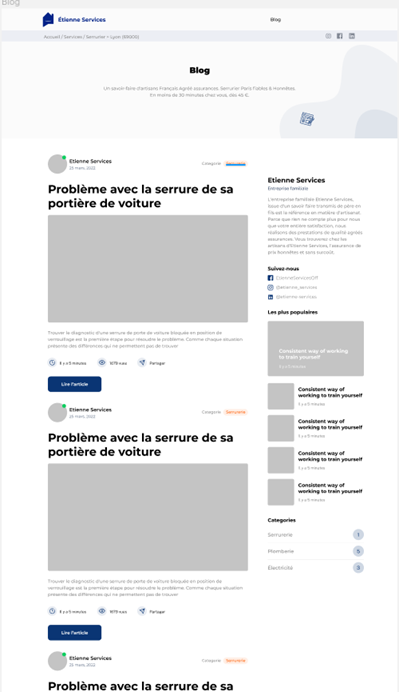 Blog
Étienne Services
Blog
Accueil / Services / Serrurier > Lyon (69008)
Blog
Un savoir-faire d'artisans Français Agréé assurances. Serrurier Paris Fiables & Honnêtes.
En moins de 30 minutes chez vous, dès 45 €.
Etienne Services
23 mars, 2022
Catégorie
Problème avec la serrure de sa
portière de voiture
Trouver le diagnostic d'une serrure de porte de voiture bloquée en position de
verrouillage est la première étape pour résoudre le problème. Comme chaque situation
présente des différences qui ne permettent pas de trouver
Il y a 5 minutes
1679 vues
Partager
Lire l'article
Etienne Services
23 mars, 2022
Catégorie
Serrurerie
Problème avec la serrure de sa
portière de voiture
Trouver le diagnostic d'une serrure de porte de voiture bloquée en position de
verrouillage est la première étape pour résoudre le problème. Comme chaque situation
présente des différences qui ne permettent pas de trouver
Il y a 5 minutes
1679 vues
Partager
Lire l'article
Etienne Services
23 mars, 2022
Catégorie
Serrurerie
Problème avec la serrure de sa
Etienne Services
Entreprise familiale
L'entreprise familiale Etienne Services,
issue d'un savoir faire transmis de père en
fils est la référence en matière d'artisanat.
Parce que rien ne compte plus pour nous
que votre entière satisfaction, nous
réalisons des prestations de qualité agréés
assurances. Vous trouverez chez les
artisans d'Etienne Services, l'assurance de
prix honnêtes et sans surcoût.
Suivez-nous
EtienneServicesOff
@etienne_services
@etienne-services
Les plus populaires
Consistent way of working
to train yourself
Il y a 5 minutes
Consistent way of
working to train yourself
Il y a 5 minutes
Consistent way of
working to train yourself
Il y a 5 minutes
Consistent way of
working to train yourself
Il y a 5 minutes
Consistent way of
working to train yourself
Il y a 5 minutes
Categories
Serrurerie 1
Plomberie 5
Électricité 3